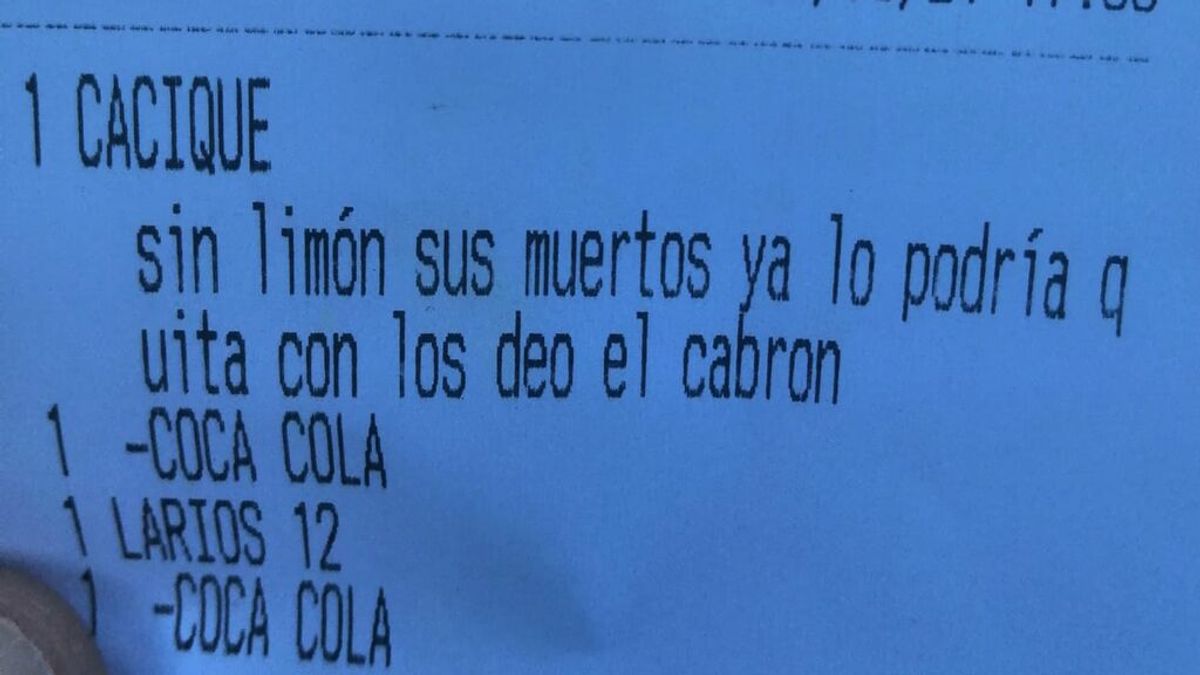 1 CACIQUE
sin limón sus muertos ya lo podría q
uita con los deo el cabron
1 -COCA COLA
1 LARIOS 12
1 -COCA COLA